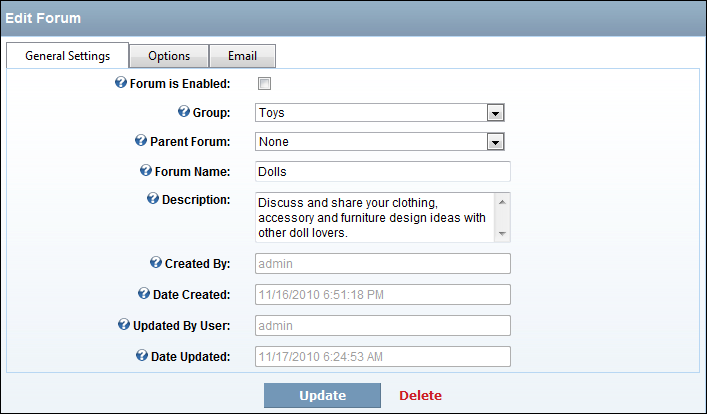 Edit Forum
General Settings Options Email
Forum is Enabled:
Group: Toys
Parent Forum: None
Forum Name: Dolls
Description: Discuss and share your clothing,
accessory and furniture design ideas with
other doll lovers.
Created By: admin
Date Created: 11/16/2010 6:51:18 PM
Updated By User: admin
Date Updated: 11/17/2010 6:24:53 AM
Update Delete